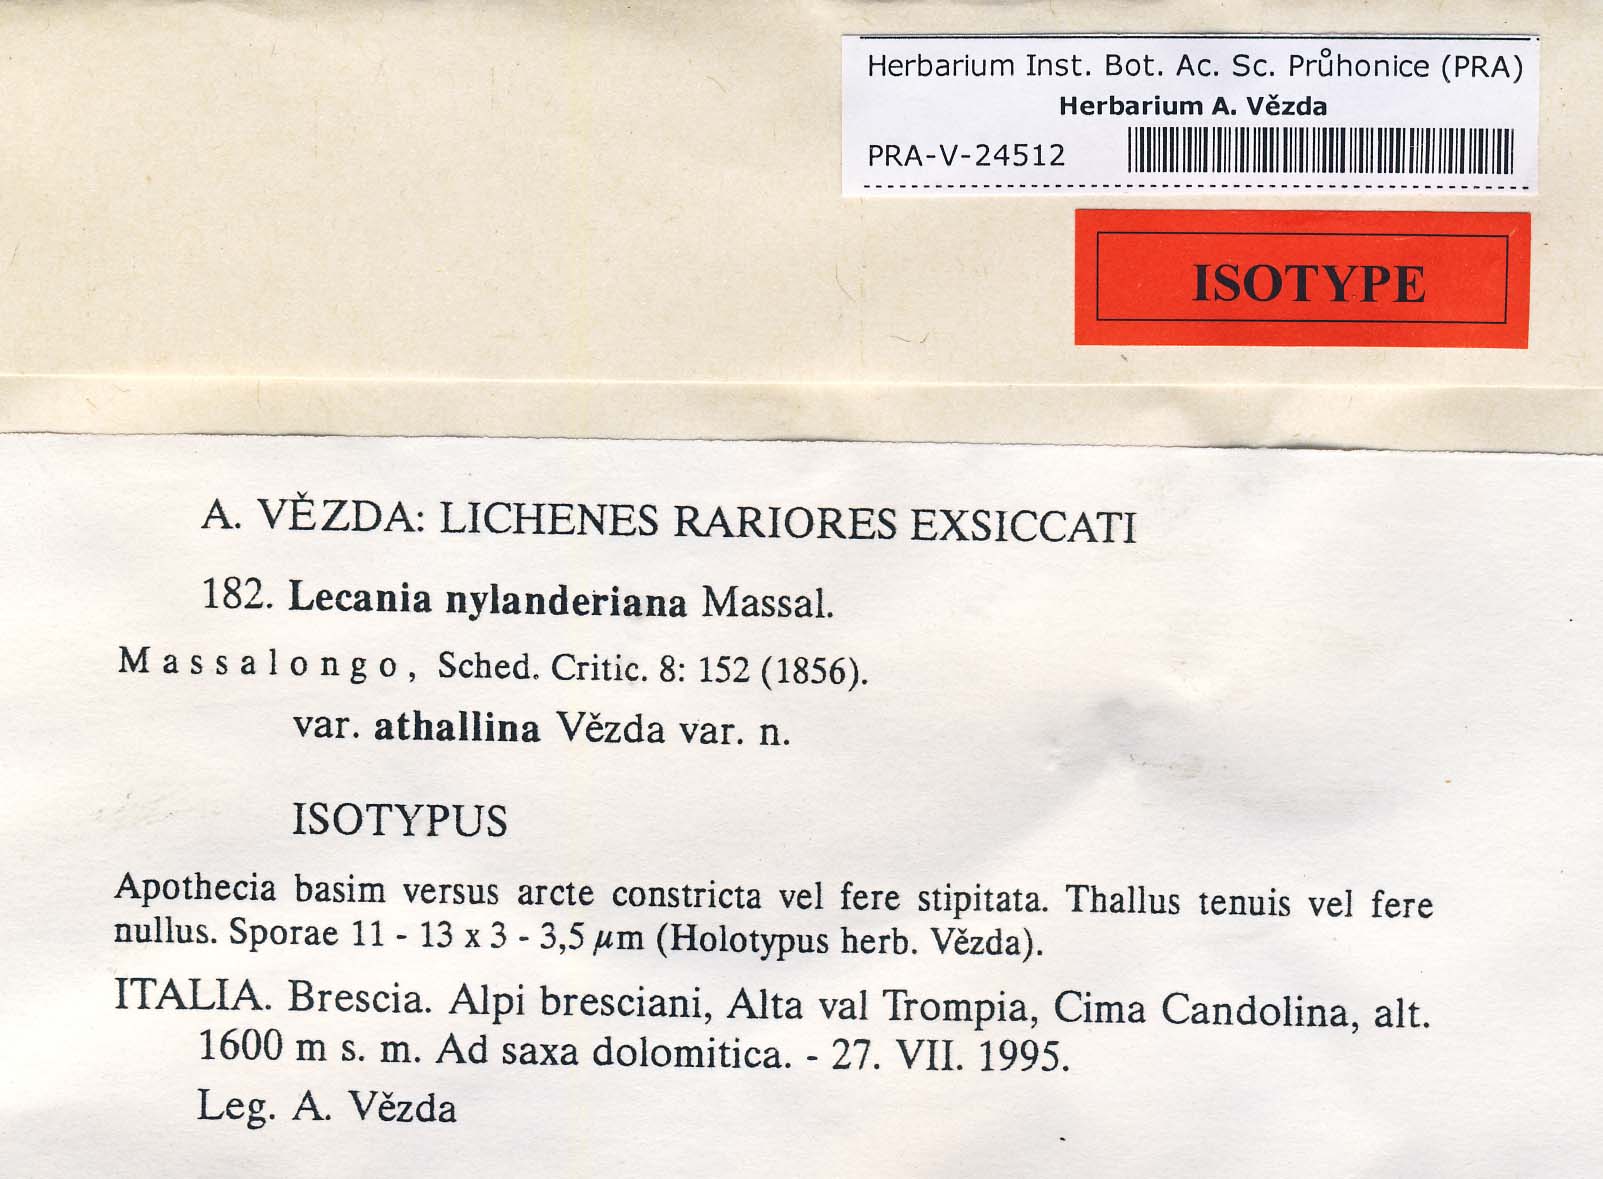 Herbarium Inst. Bot. Ac. Sc. Průhonice (PRA)
Herbarium A. Vězda
PRA-V-24512
ISOTYPE
A. VĚZDA: LICHENES RARIORES EXSICCATI
182. Lecania nylanderiana Massal.
Massalongo, Sched. Critic. 8: 152 (1856).
var. athallina Vězda var. n.
ISOTYPUS
Apothecia basim versus arcte constricta vel fere stipitata. Thallus tenuis vel fere
nullus. Sporae 11 - 13 x 3 - 3,5 μm (Holotypus herb. Vězda).
ITALIA. Brescia. Alpi bresciani, Alta val Trompia, Cima Candolina, alt.
1600 m s. m. Ad saxa dolomitica. - 27. VII. 1995.
Leg. A. Vězda